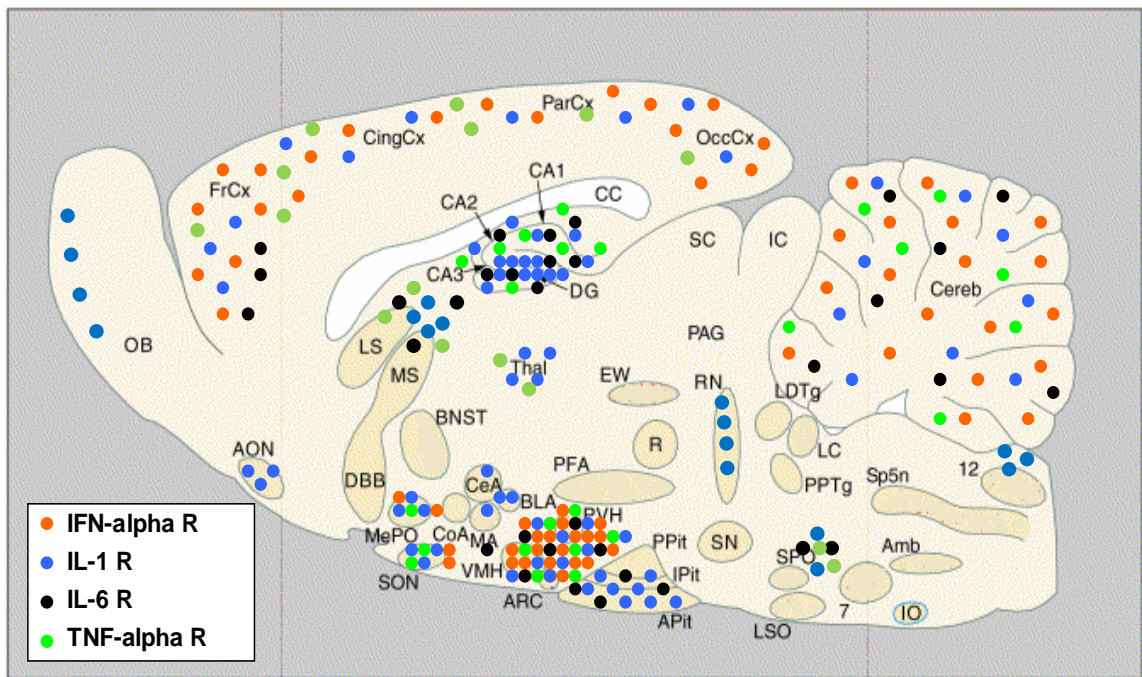 ParCx
CingCx
OccCx
CA1
FrCx
CC
CA2
SC
IC
CA3
DG
Cereb
OB
LS
PAG
Thal
MS
EW
RN
LDTg
BNST
R
LC
AON
PFA
12
DBB
CeA
PPTg
Sp5n
BLA
PVH
MePO
CoA
MA
PPit
SN
SPO
Amb
SON
VMH
IPit
ARC
APit
LSO
7
IO
IFN-alpha R
IL-1 R
IL-6 R
TNF-alpha R